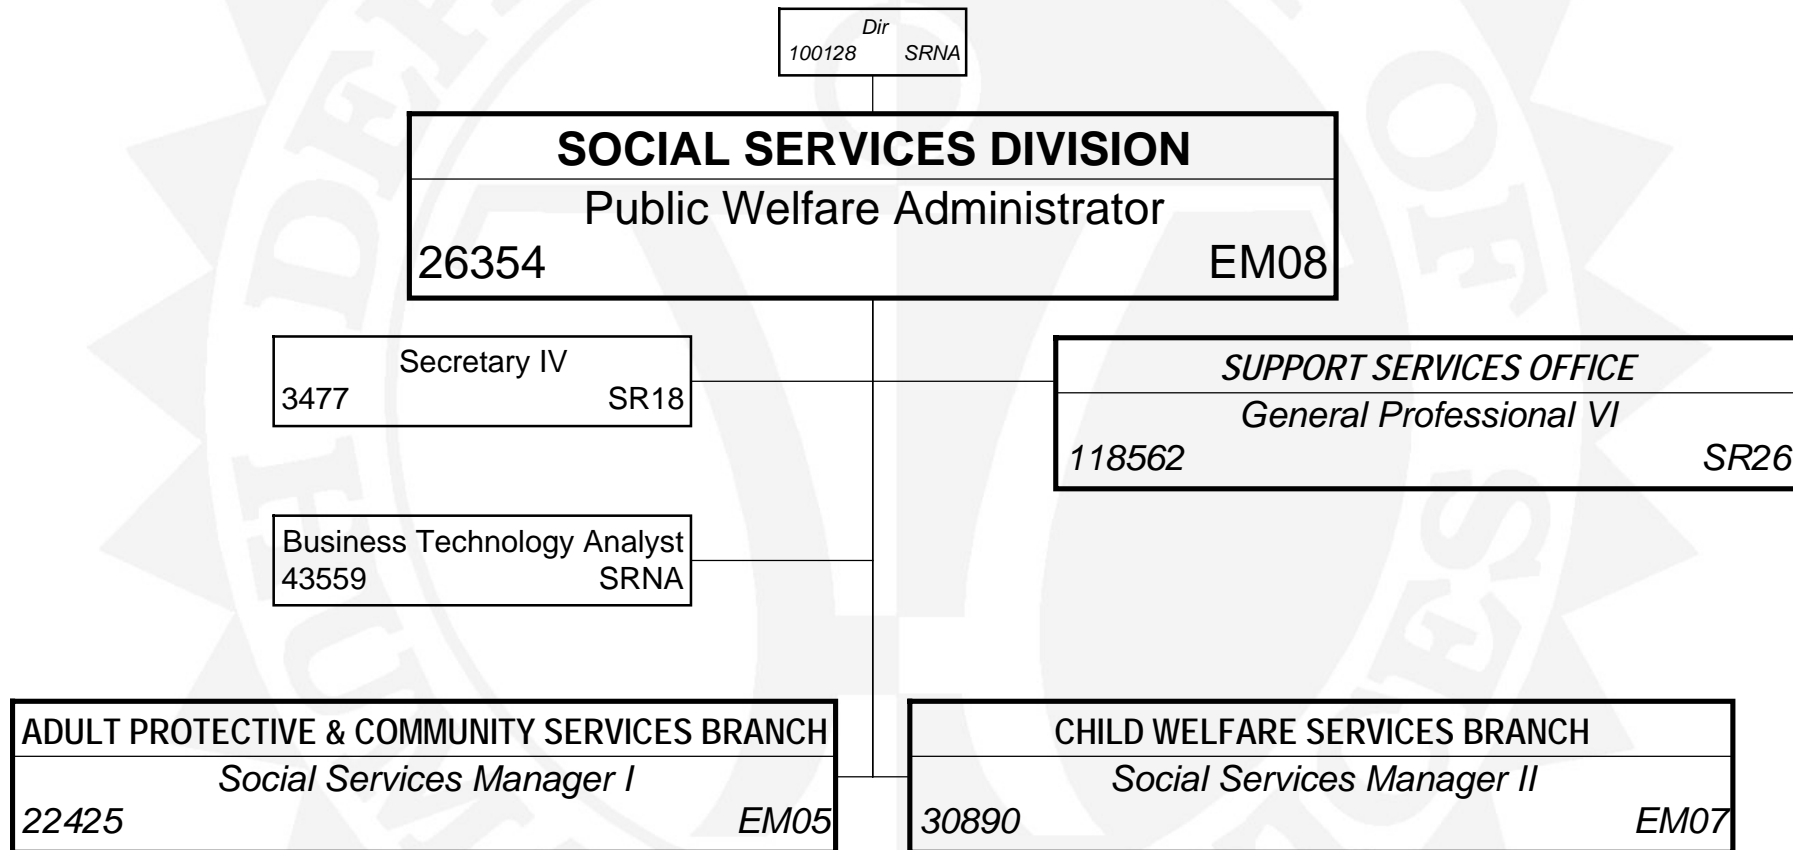 Dir
100128 SRNA
SOCIAL SERVICES DIVISION
Public Welfare Administrator
26354 EM08
Secretary IV
3477 SR18
SUPPORT SERVICES OFFICE
General Professional VI
118562 SR26
Business Technology Analyst
43559 SRNA
ADULT PROTECTIVE & COMMUNITY SERVICES BRANCH
Social Services Manager I
22425 EM05
CHILD WELFARE SERVICES BRANCH
Social Services Manager II
30890 EM07